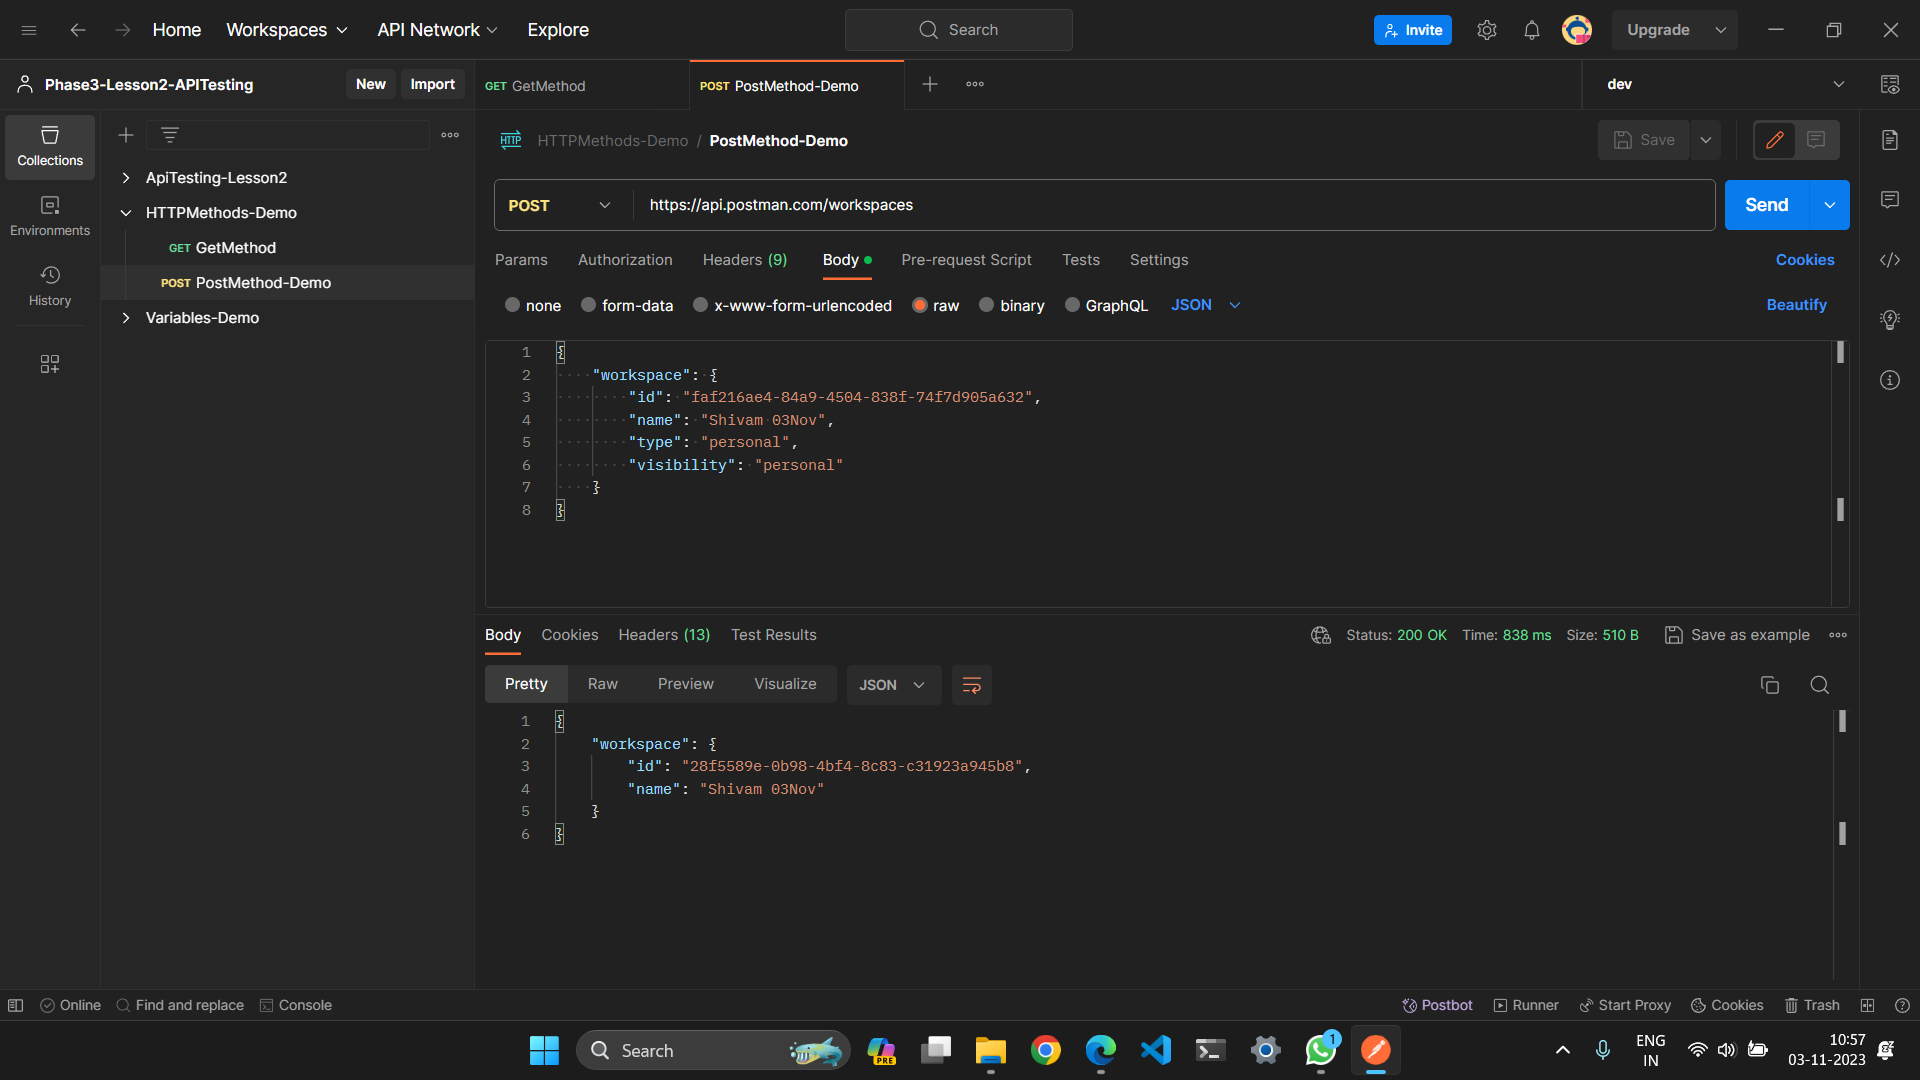 Home Workspaces API Network Explore Search Invite Upgrade
Phase3-Lesson2-APITesting New Import GET GetMethod POST PostMethod-Demo dev
Collections
Environments
History
ApiTesting-Lesson2
HTTPMethods-Demo
GET GetMethod
POST PostMethod-Demo
Variables-Demo
HTTP HTTPMethods-Demo / PostMethod-Demo Save
POST https://api.postman.com/workspaces Send
Params Authorization Headers (9) Body Pre-request Script Tests Settings Cookies
none form-data x-www-form-urlencoded raw binary GraphQL JSON Beautify
1 {
2 "workspace": {
3 "id": "faf216ae4-84a9-4504-838f-74f7d905a632",
4 "name": "Shivam 03Nov",
5 "type": "personal",
6 "visibility": "personal"
7 }
8 }
Body Cookies Headers (13) Test Results Status: 200 OK Time: 838 ms Size: 510 B Save as example
Pretty Raw Preview Visualize JSON
1 {
2 "workspace": {
3 "id": "28f5589e-0b98-4bf4-8c83-c31923a945b8",
4 "name": "Shivam 03Nov"
5 }
6 }
Online Find and replace Console Postbot Runner Start Proxy Cookies Trash
Search PRE 1 ENG 10:57
IN 03-11-2023